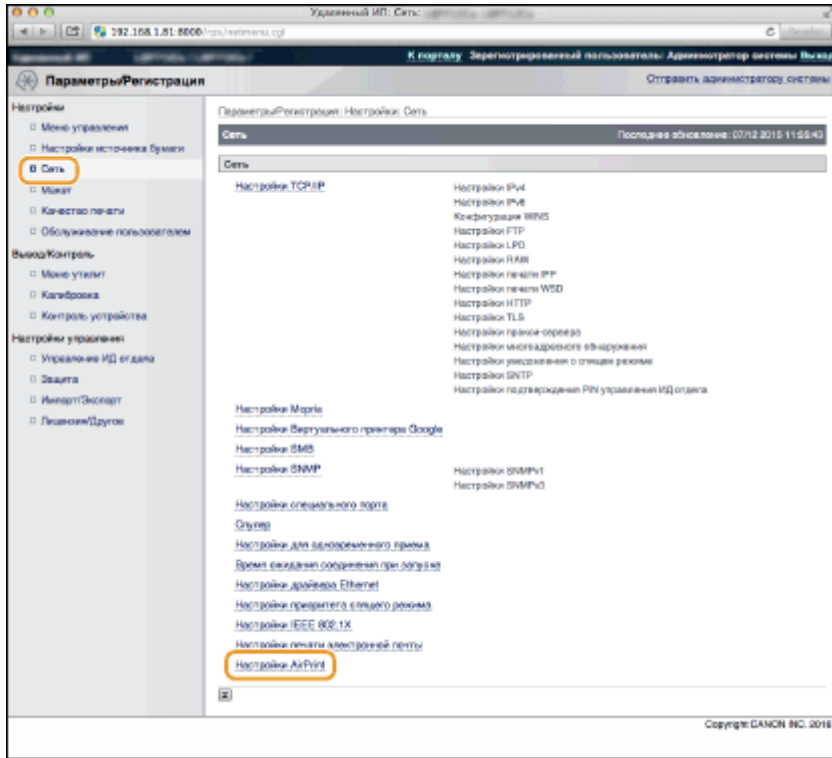 Удаленный ИП: Сеть:
192.168.1.81:8000/rps/netmenu.cgi
Reader
К порталу Зарегистрированный пользователь: Администратор системы Выход
Параметры/Регистрация
Отправить администратору системы
Настройки
Меню управления
Настройки источника бумаги
Сеть
Макет
Качество печати
Обслуживание пользователем
Вывод/Контроль
Меню утилит
Калибровка
Контроль устройства
Настройки управления
Управление ИД отдела
Защита
Импорт/Экспорт
Лицензия/Другое
Параметры/Регистрация: Настройки: Сеть
Сеть
Последнее обновление: 07/12 2015 11:55:43
Сеть
Настройки TCP/IP
Настройки IPv4
Настройки IPv6
Конфигурация WINS
Настройки FTP
Настройки LPD
Настройки RAW
Настройки печати IPP
Настройки печати WSD
Настройки HTTP
Настройки TLS
Настройки прокси-сервера
Настройки многоадресного обнаружения
Настройки уведомления о спящем режиме
Настройки SNTP
Настройки подтверждения PIN управления ИД отдела
Настройки Mopria
Настройки Виртуального принтера Google
Настройки SMB
Настройки SNMP
Настройки SNMPv1
Настройки SNMPv3
Настройки специального порта
Спулер
Настройки для одновременного приема
Время ожидания соединения при запуске
Настройки драйвера Ethernet
Настройки приоритета спящего режима
Настройки IEEE 802.1X
Настройки печати электронной почты
Настройки AirPrint
Copyright CANON INC. 2015